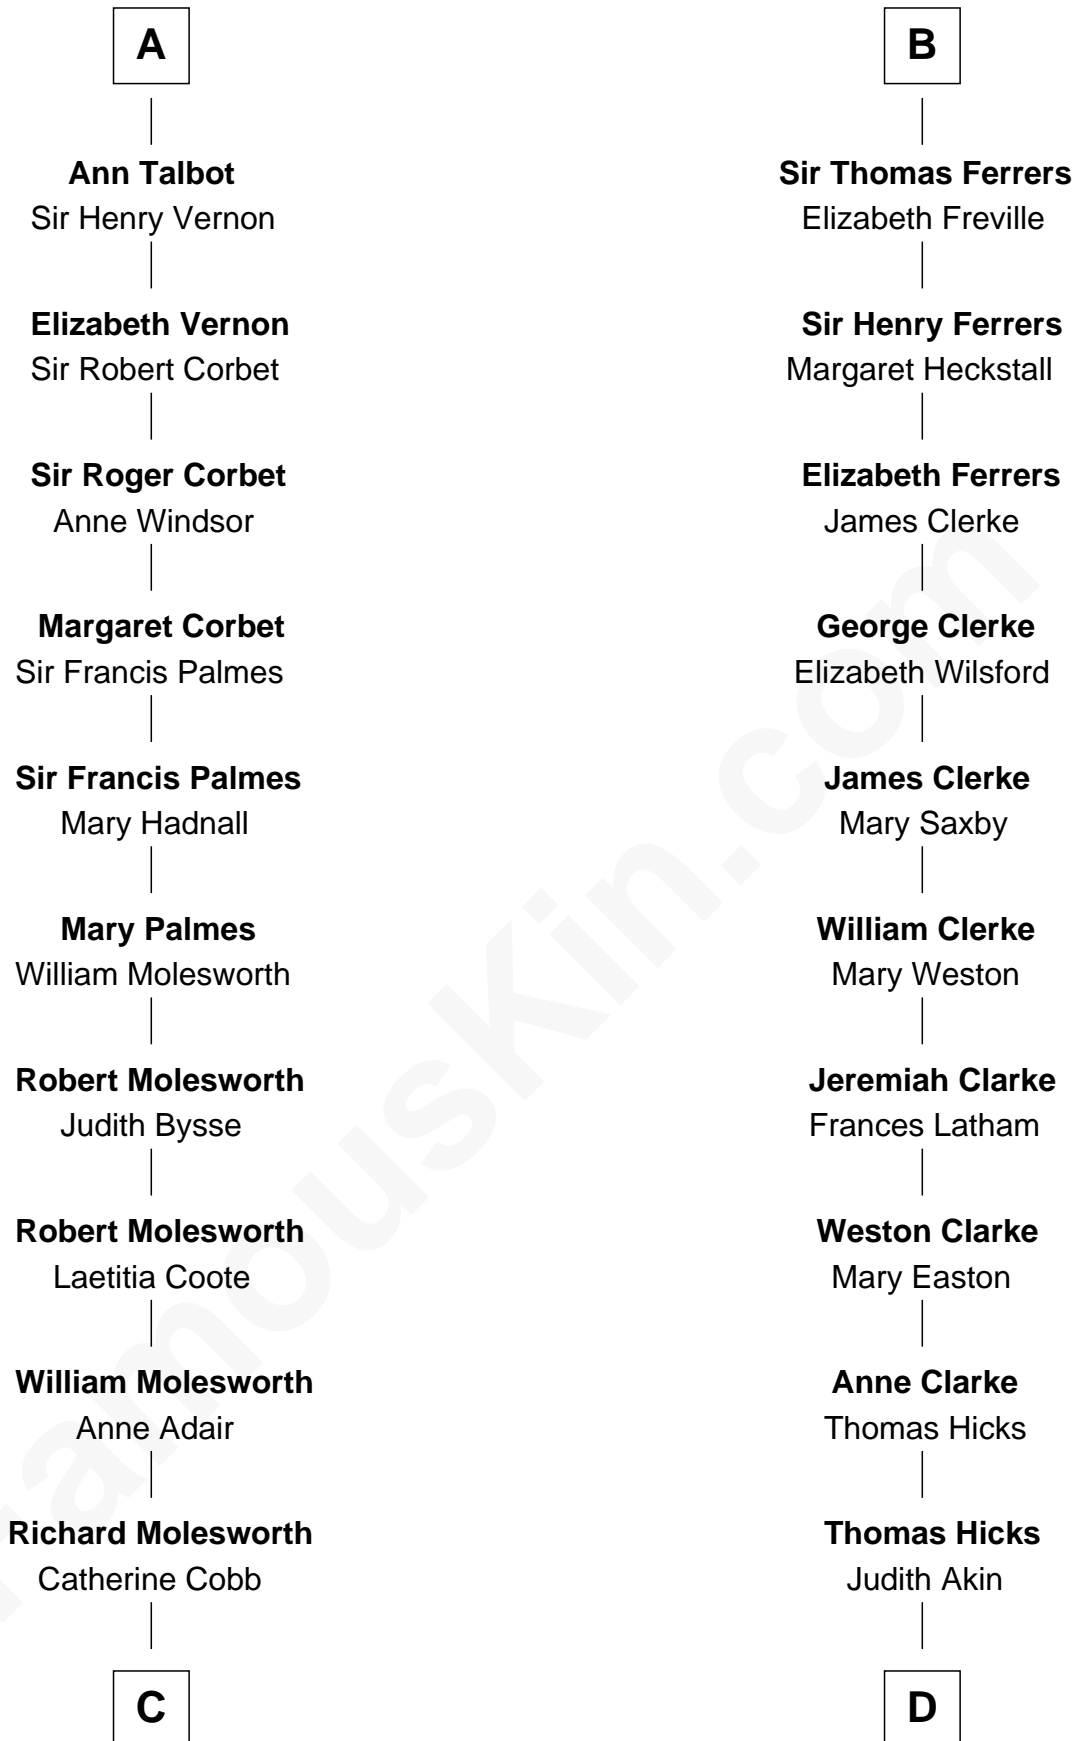 A
Ann Talbot
Sir Henry Vernon
Elizabeth Vernon
Sir Robert Corbet
Sir Roger Corbet
Anne Windsor
Margaret Corbet
Sir Francis Palmes
Sir Francis Palmes
Mary Hadnall
Mary Palmes
William Molesworth
Robert Molesworth
Judith Bysse
Robert Molesworth
Laetitia Coote
William Molesworth
Anne Adair
Richard Molesworth
Catherine Cobb
C
B
Sir Thomas Ferrers
Elizabeth Freville
Sir Henry Ferrers
Margaret Heckstall
Elizabeth Ferrers
James Clerke
George Clerke
Elizabeth Wilsford
James Clerke
Mary Saxby
William Clerke
Mary Weston
Jeremiah Clarke
Frances Latham
Weston Clarke
Mary Easton
Anne Clarke
Thomas Hicks
Thomas Hicks
Judith Akin
D
FamousKin.com